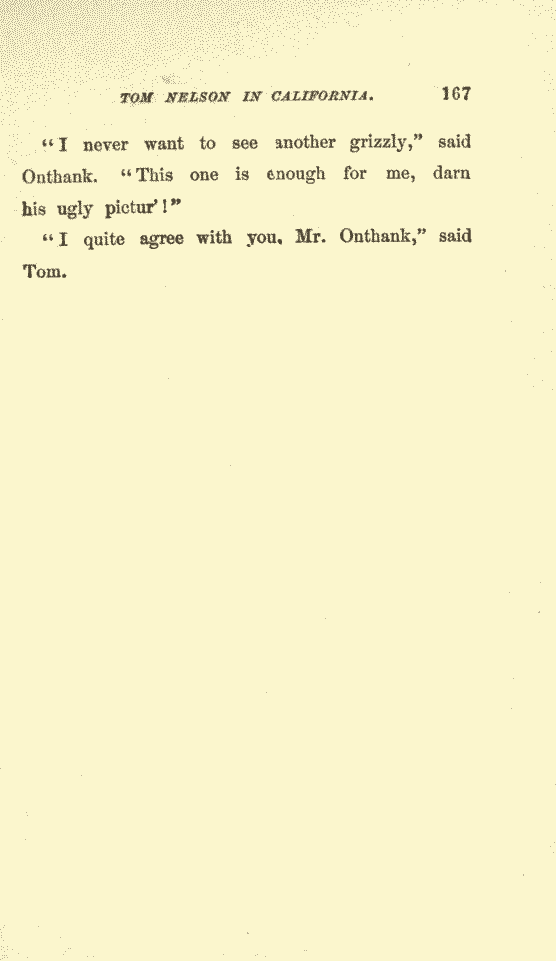 TOM NELSON IN CALIFORNIA. 167
“I never want to see another grizzly,” said
Onthank. “This one is enough for me, darn
his ugly pictur’!”
“I quite agree with you, Mr. Onthank,” said
Tom.